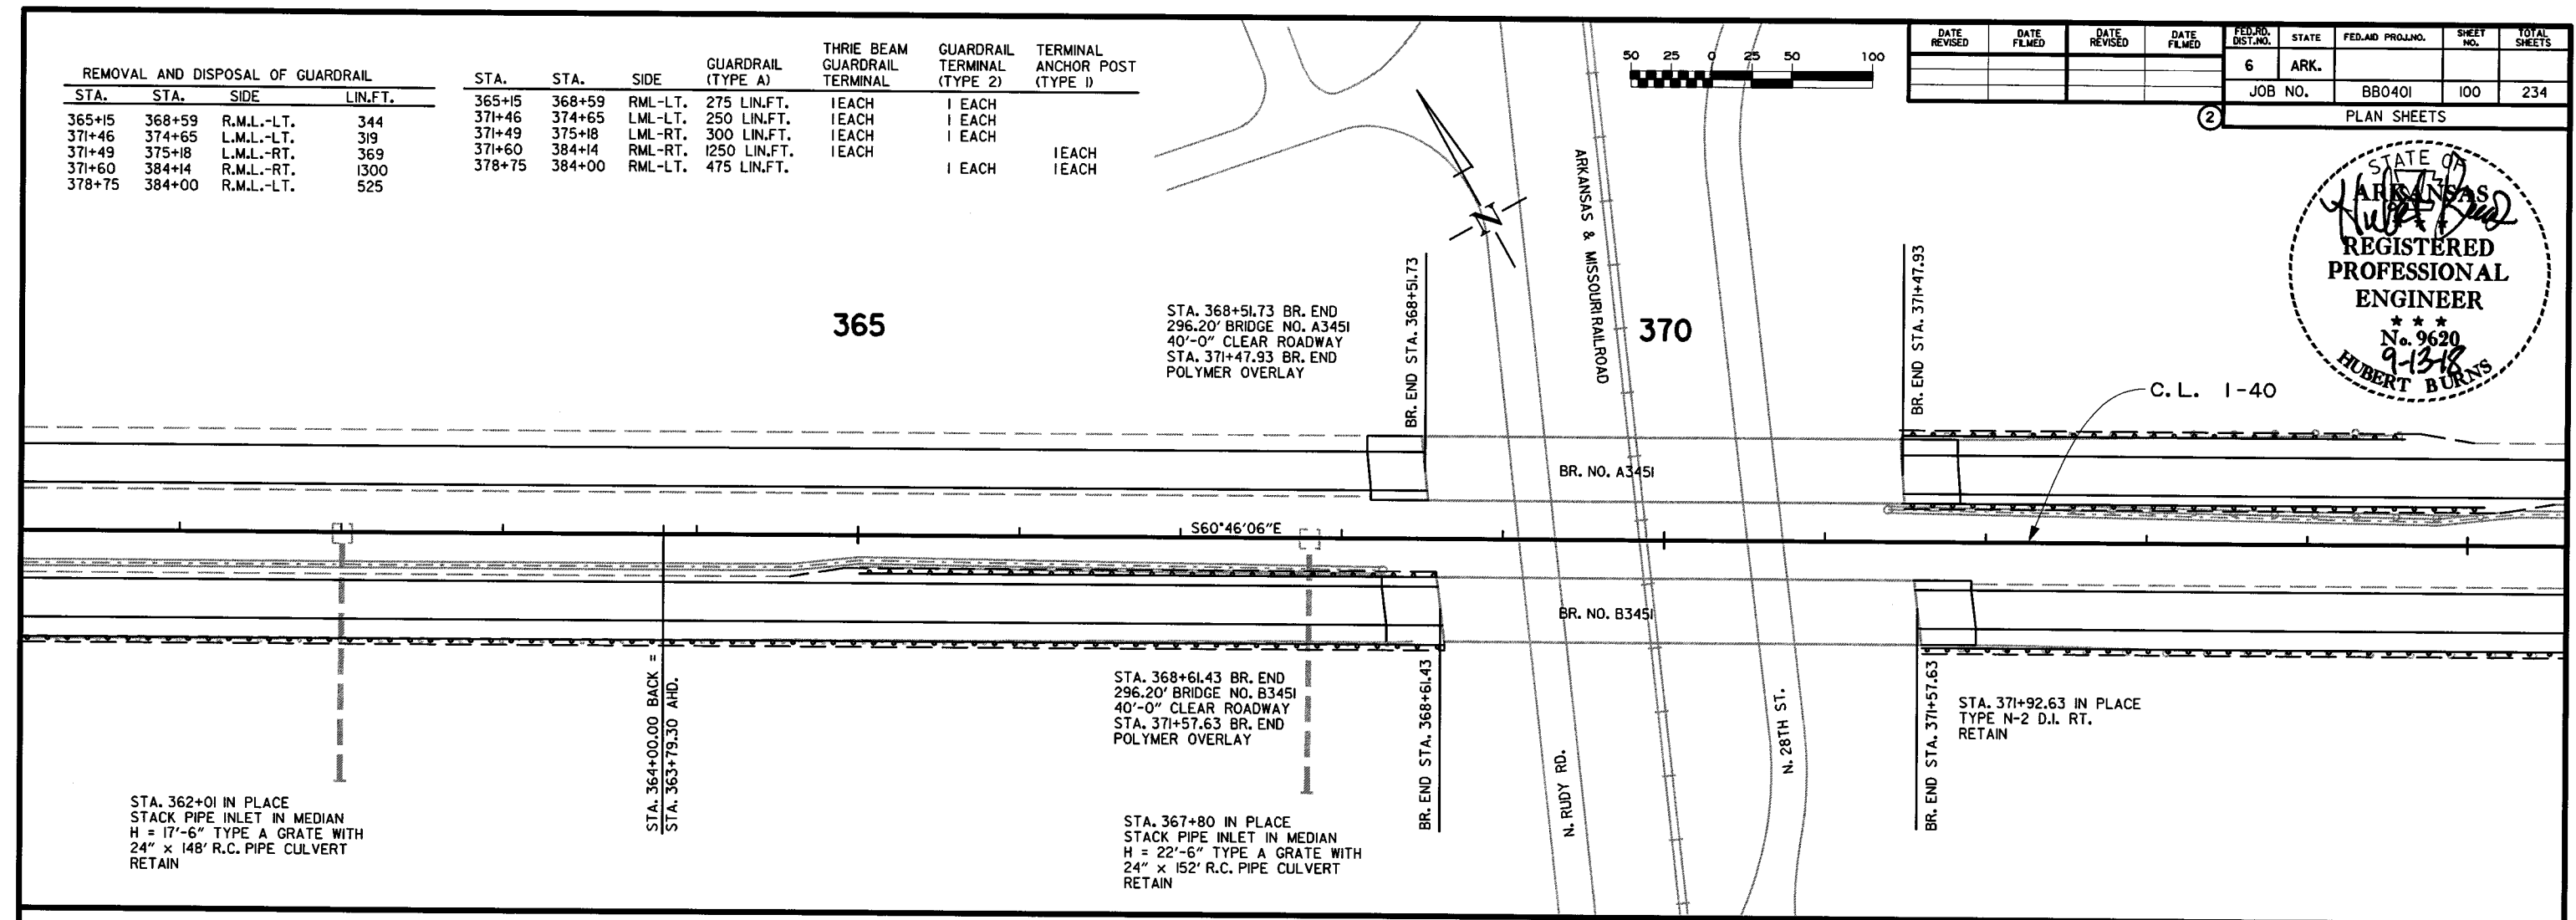 REMOVAL AND DISPOSAL OF GUARDRAIL
STA. STA. SIDE LIN.FT.
365+15 368+59 R.M.L.-LT. 344
371+46 374+65 L.M.L.-LT. 319
371+49 375+18 L.M.L.-RT. 369
371+60 384+14 R.M.L.-RT. 1300
378+75 384+00 R.M.L.-LT. 525
STA. STA. SIDE GUARDRAIL (TYPE A) THRIE BEAM GUARDRAIL TERMINAL GUARDRAIL TERMINAL (TYPE 2) TERMINAL ANCHOR POST (TYPE 1)
365+15 368+59 RML-LT. 275 LIN.FT. 1 EACH 1 EACH
371+46 374+65 LML-LT. 250 LIN.FT. 1 EACH 1 EACH
371+49 375+18 LML-RT. 300 LIN.FT. 1 EACH 1 EACH
371+60 384+14 RML-RT. 1250 LIN.FT. 1 EACH 1 EACH
378+75 384+00 RML-LT. 475 LIN.FT. 1 EACH 1 EACH
50 25 0 25 50 100
DATE REVISED DATE FILMED DATE REVISED DATE FILMED FED.RD. DIST.NO. STATE FED.AID PROJ.NO. SHEET NO. TOTAL SHEETS
6 ARK.
JOB NO. BB0401 100 234
2 PLAN SHEETS
STATE OF
ARKANSAS
* * *
REGISTERED
PROFESSIONAL
ENGINEER
* * *
No. 9620
9-13-18
HUBERT BURNS
N
ARKANSAS & MISSOURI RAILROAD
365
370
STA. 368+51.73 BR. END
296.20' BRIDGE NO. A3451
40'-0" CLEAR ROADWAY
STA. 371+47.93 BR. END
POLYMER OVERLAY
BR. END STA. 368+51.73
BR. END STA. 371+47.93
C.L. I-40
BR. NO. A3451
S60°46'06"E
BR. NO. B3451
STA. 364+00.00 BACK =
STA. 363+79.30 AHD.
STA. 368+61.43 BR. END
296.20' BRIDGE NO. B3451
40'-0" CLEAR ROADWAY
STA. 371+57.63 BR. END
POLYMER OVERLAY
BR. END STA. 368+61.43
N. RUDY RD.
N. 28TH ST.
BR. END STA. 371+57.63
STA. 371+92.63 IN PLACE
TYPE N-2 D.I. RT.
RETAIN
STA. 362+01 IN PLACE
STACK PIPE INLET IN MEDIAN
H = 17'-6" TYPE A GRATE WITH
24" x 148' R.C. PIPE CULVERT
RETAIN
STA. 367+80 IN PLACE
STACK PIPE INLET IN MEDIAN
H = 22'-6" TYPE A GRATE WITH
24" x 152' R.C. PIPE CULVERT
RETAIN